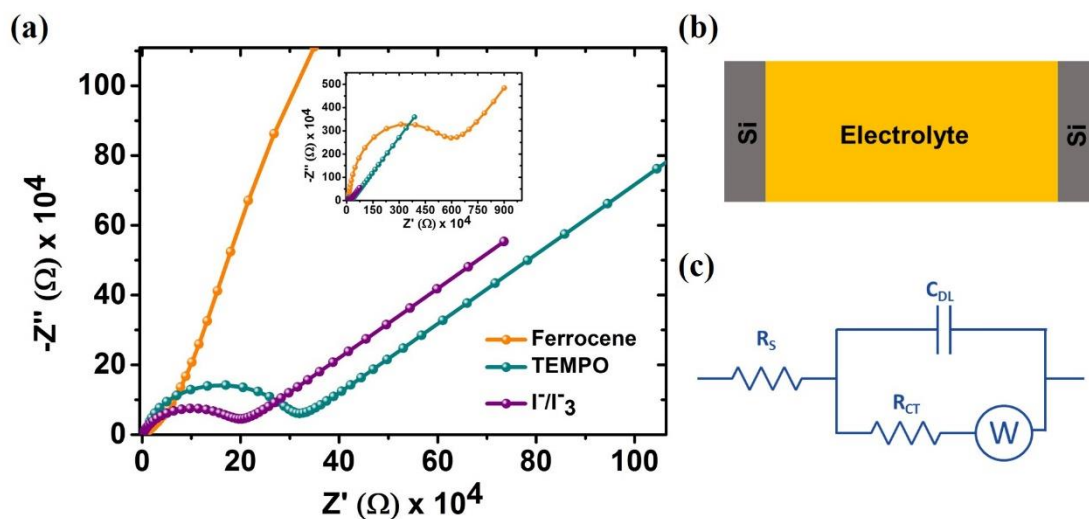 (a)
-Z'' (Ω) x 10⁴
100
80
60
40
20
0
0 20 40 60 80 100
Z' (Ω) x 10⁴
Ferrocene
TEMPO
I⁻/I⁻₃
-Z'' (Ω) x 10⁴
500
400
300
200
100
0
0 150 300 450 600 750 900
Z' (Ω) x 10⁴
(b)
Si
Electrolyte
Si
(c)
R_S
C_DL
R_CT
W